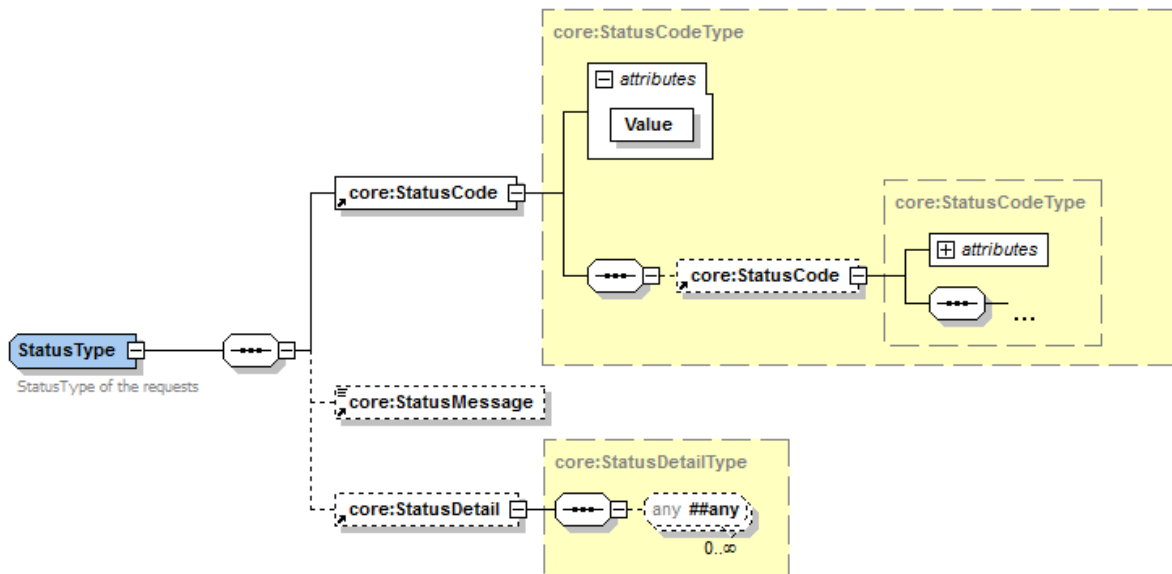 core:StatusCodeType
attributes
Value
core:StatusCode
core:StatusCodeType
attributes
core:StatusCode
...
StatusType
StatusType of the requests
core:StatusMessage
core:StatusDetailType
core:StatusDetail
any ##any
0..∞